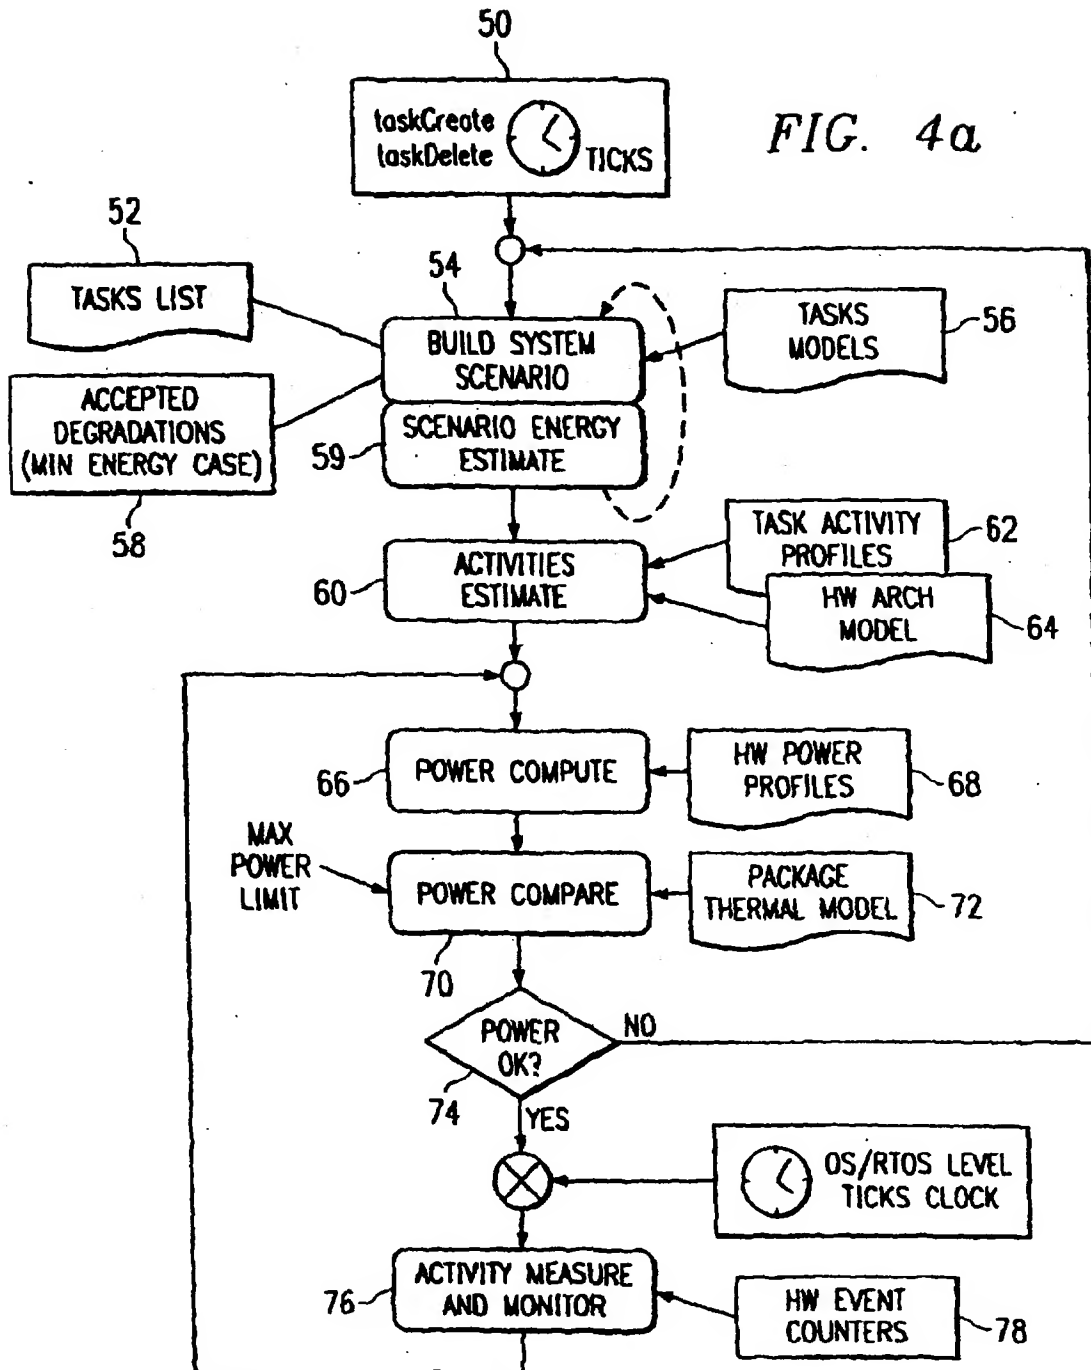 50
taskCreate
taskDelete
TICKS
FIG. 4a
52
TASKS LIST
54
BUILD SYSTEM
SCENARIO
TASKS
MODELS
56
ACCEPTED
DEGRADATIONS
(MIN ENERGY CASE)
58
59
SCENARIO ENERGY
ESTIMATE
TASK ACTIVITY
PROFILES
62
60
ACTIVITIES
ESTIMATE
HW ARCH
MODEL
64
66
POWER COMPUTE
HW POWER
PROFILES
68
MAX
POWER
LIMIT
POWER COMPARE
70
PACKAGE
THERMAL MODEL
72
POWER
OK?
74
NO
YES
OS/RTOS LEVEL
TICKS CLOCK
76
ACTIVITY MEASURE
AND MONITOR
HW EVENT
COUNTERS
78